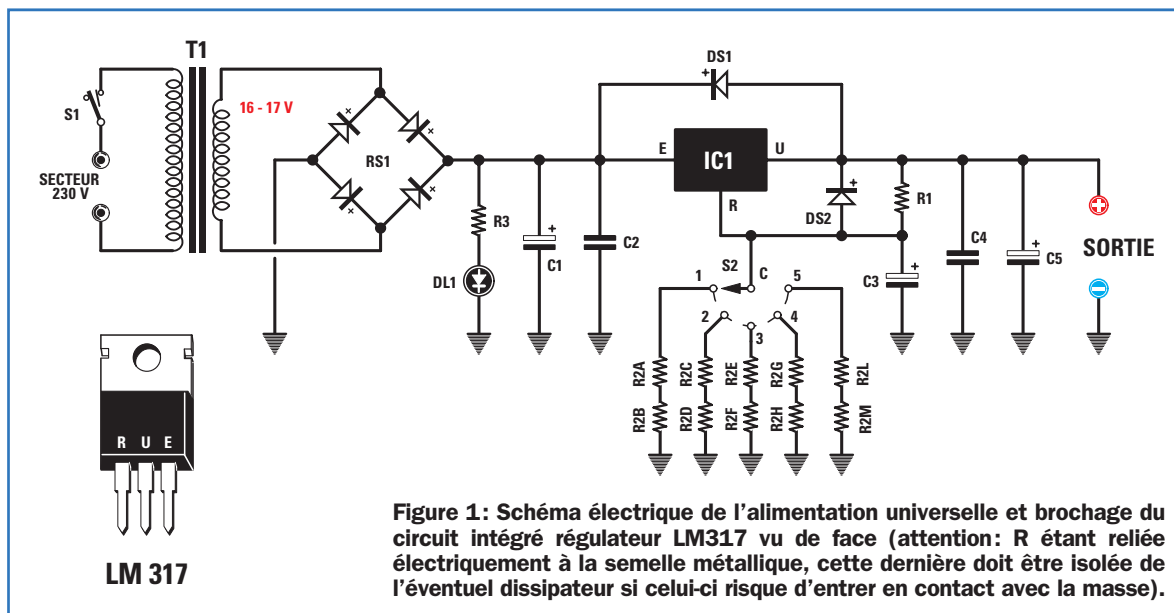 T1
S1
16 - 17 V
SECTEUR
230 V
RS1
R3
DL1
C1
+
C2
DS1
+
E
IC1
U
R
DS2
+
R1
C3
+
C4
C5
+
SORTIE
S2
C
1
2
3
4
5
R2A
R2B
R2C
R2D
R2E
R2F
R2G
R2H
R2L
R2M
R U E
LM 317
Figure 1: Schéma électrique de l’alimentation universelle et brochage du
circuit intégré régulateur LM317 vu de face (attention: R étant reliée
électriquement à la semelle métallique, cette dernière doit être isolée de
l’éventuel dissipateur si celui-ci risque d’entrer en contact avec la masse).